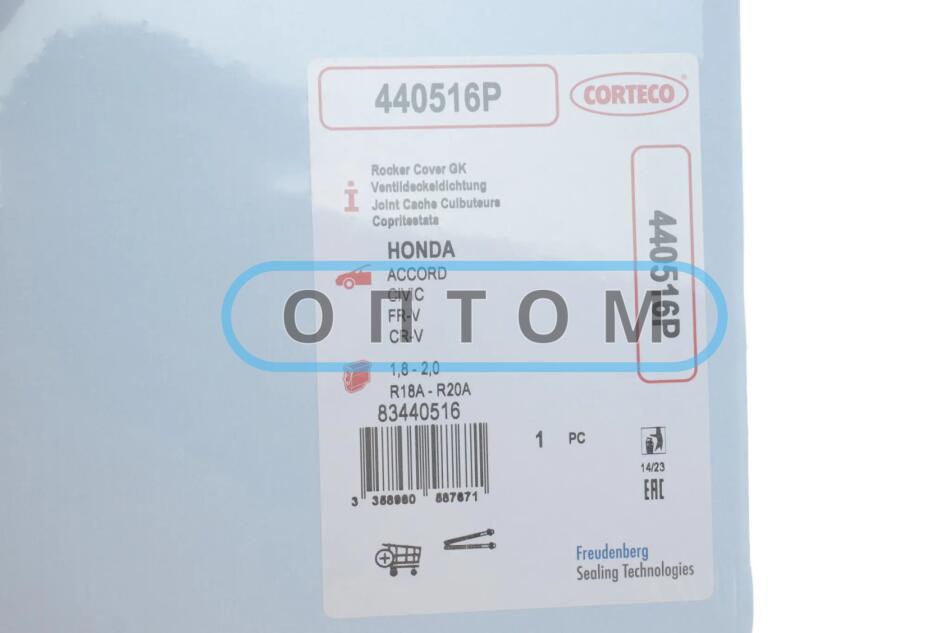 440516P
CORTECO
Rocker Cover GK
Ventildeckeldichtung
Joint Cache Culbuteurs
Copritestata
440516P
HONDA
ACCORD
CIVIC
FR-V
CR-V
ОПТОМ
1,8 - 2,0
R18A - R20A
83440516
1 PC
3 358960 587671
14/23
EAC
Freudenberg
Sealing Technologies